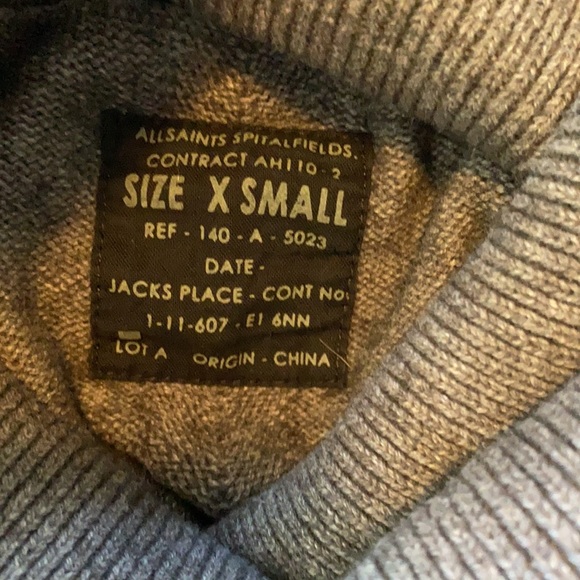 ALLSAINTS SPITALFIELDS.
CONTRACT AH110-2
SIZE X SMALL
REF - 140 - A - 5023
DATE -
JACKS PLACE - CONT No:
1-11-607 - E1 6NN
LOT A ORIGIN - CHINA